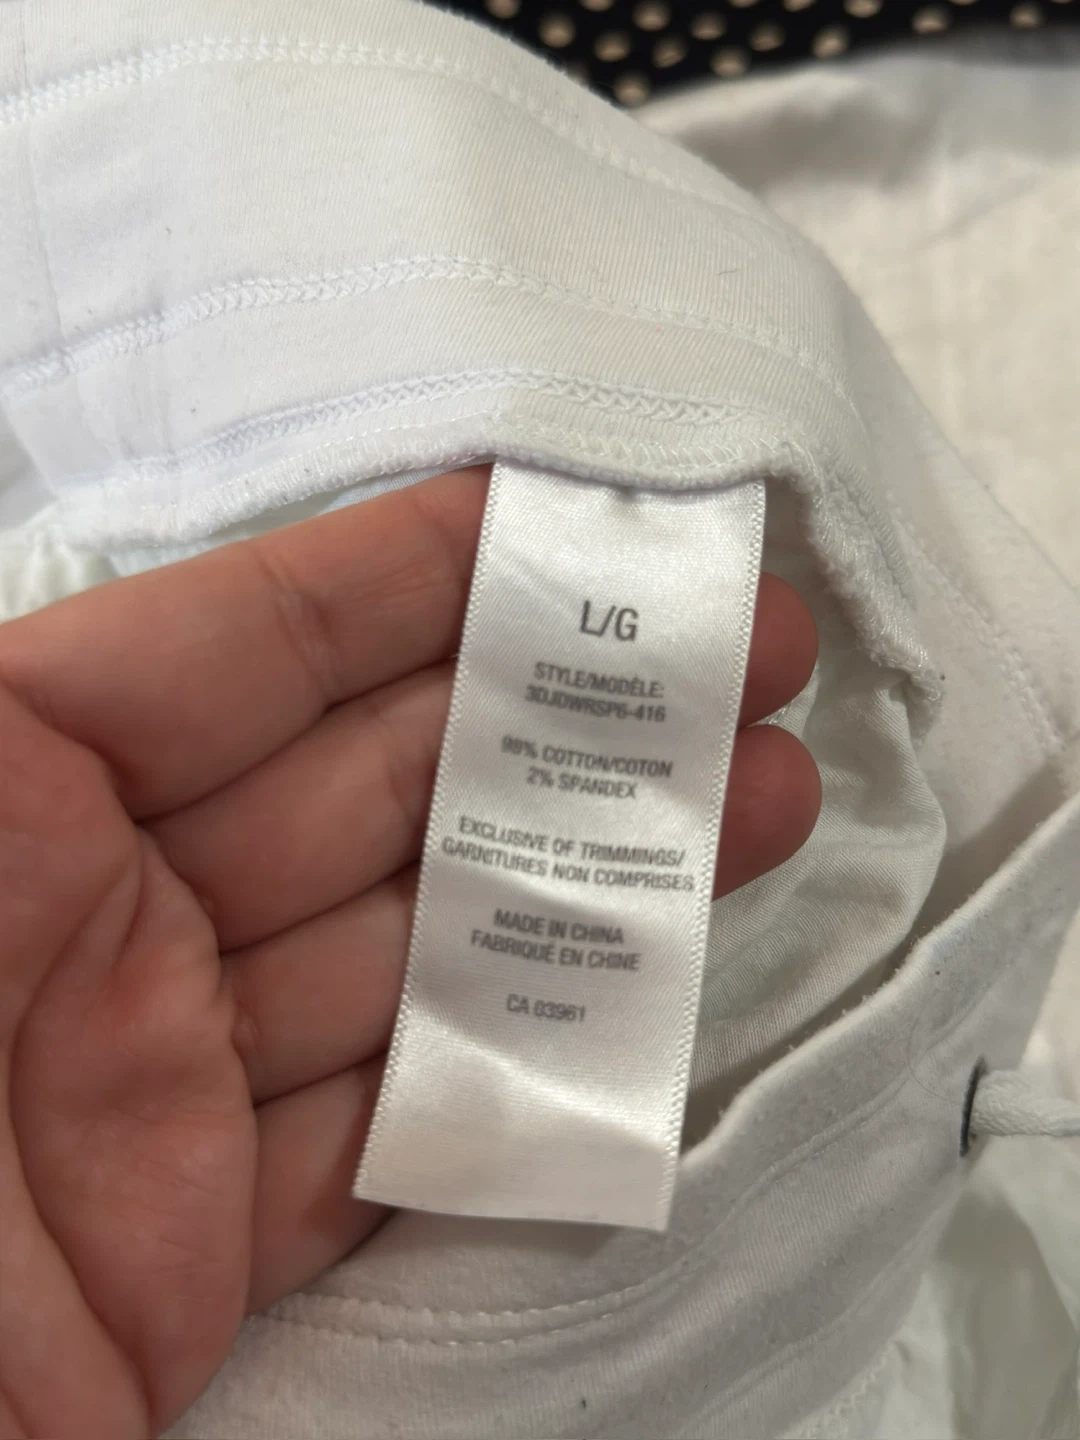 L/G
STYLE/MODÈLE:
3DJDWRSP6-416
98% COTTON/COTON
2% SPANDEX
EXCLUSIVE OF TRIMMINGS/
GARNITURES NON COMPRISES
MADE IN CHINA
FABRIQUÉ EN CHINE
CA 03961